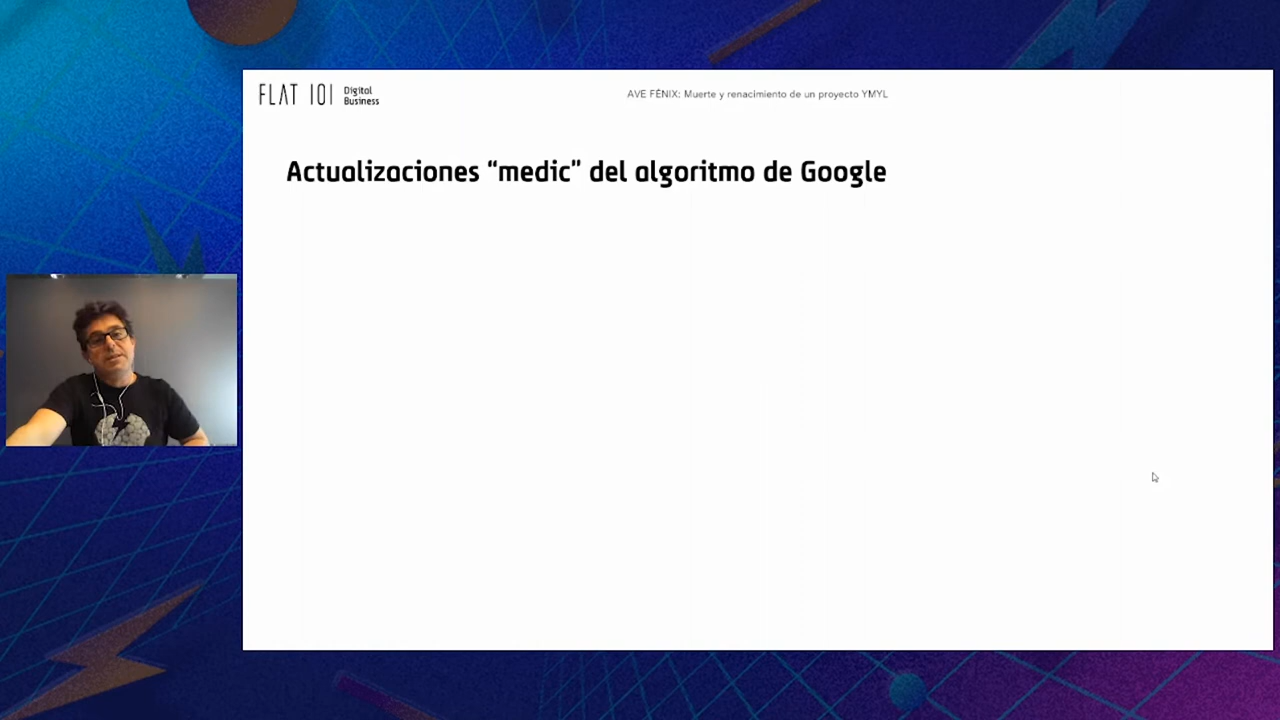 FLAT 101 Digital Business
AVE FÉNIX: Muerte y renacimiento de un proyecto YMYL
Actualizaciones “medic” del algoritmo de Google